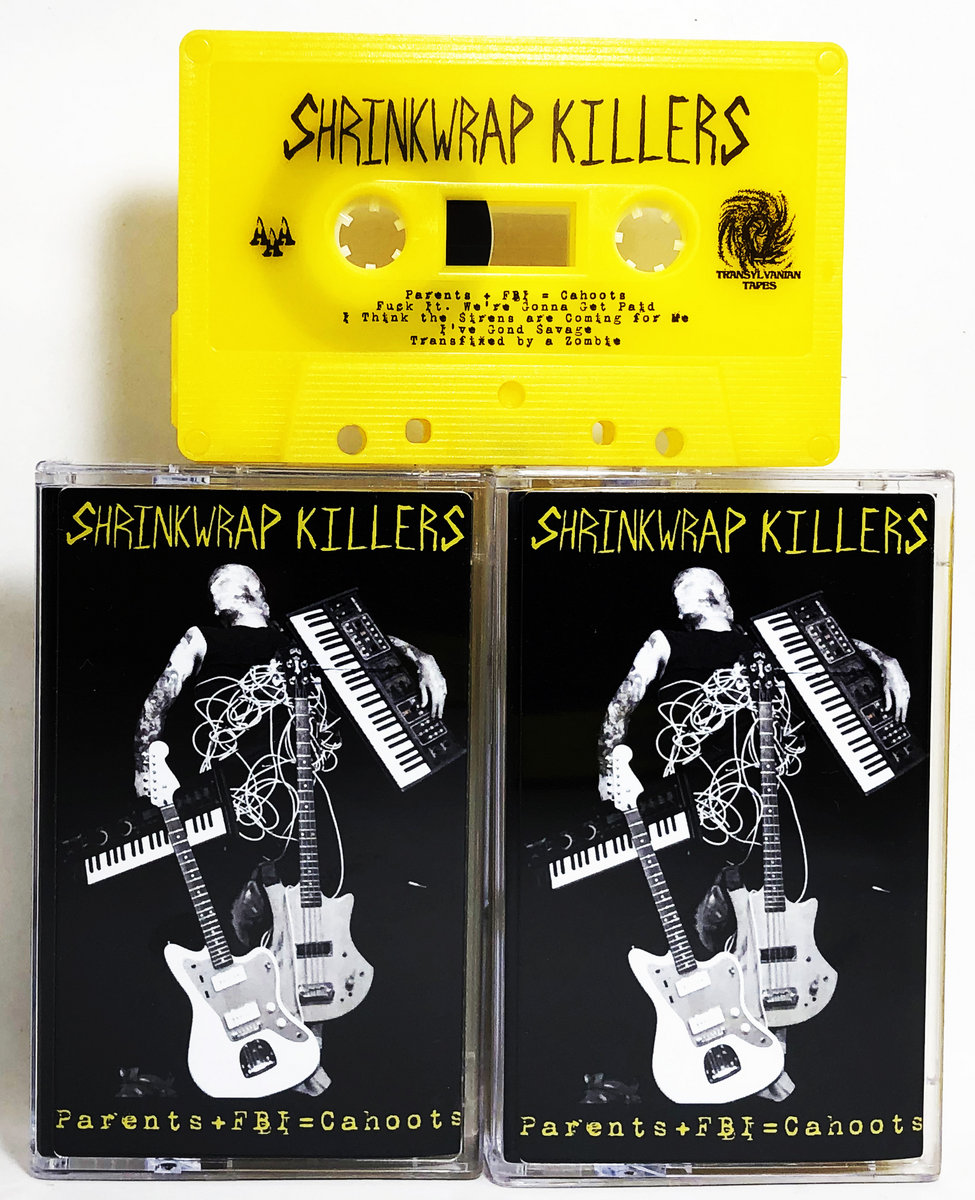 SHRINKWRAP KILLERS
AAA
TRANSYLVANIAN
TAPES
Parents + FBI = Cahoots
Fuck It. We're Gonna Get Paid
I Think the Sirens are Coming for Me
I've Gond Savage
Transfixed by a Zombie
SHRINKWRAP KILLERS
Parents+FBI=Cahoots
SHRINKWRAP KILLERS
Parents+FBI=Cahoots